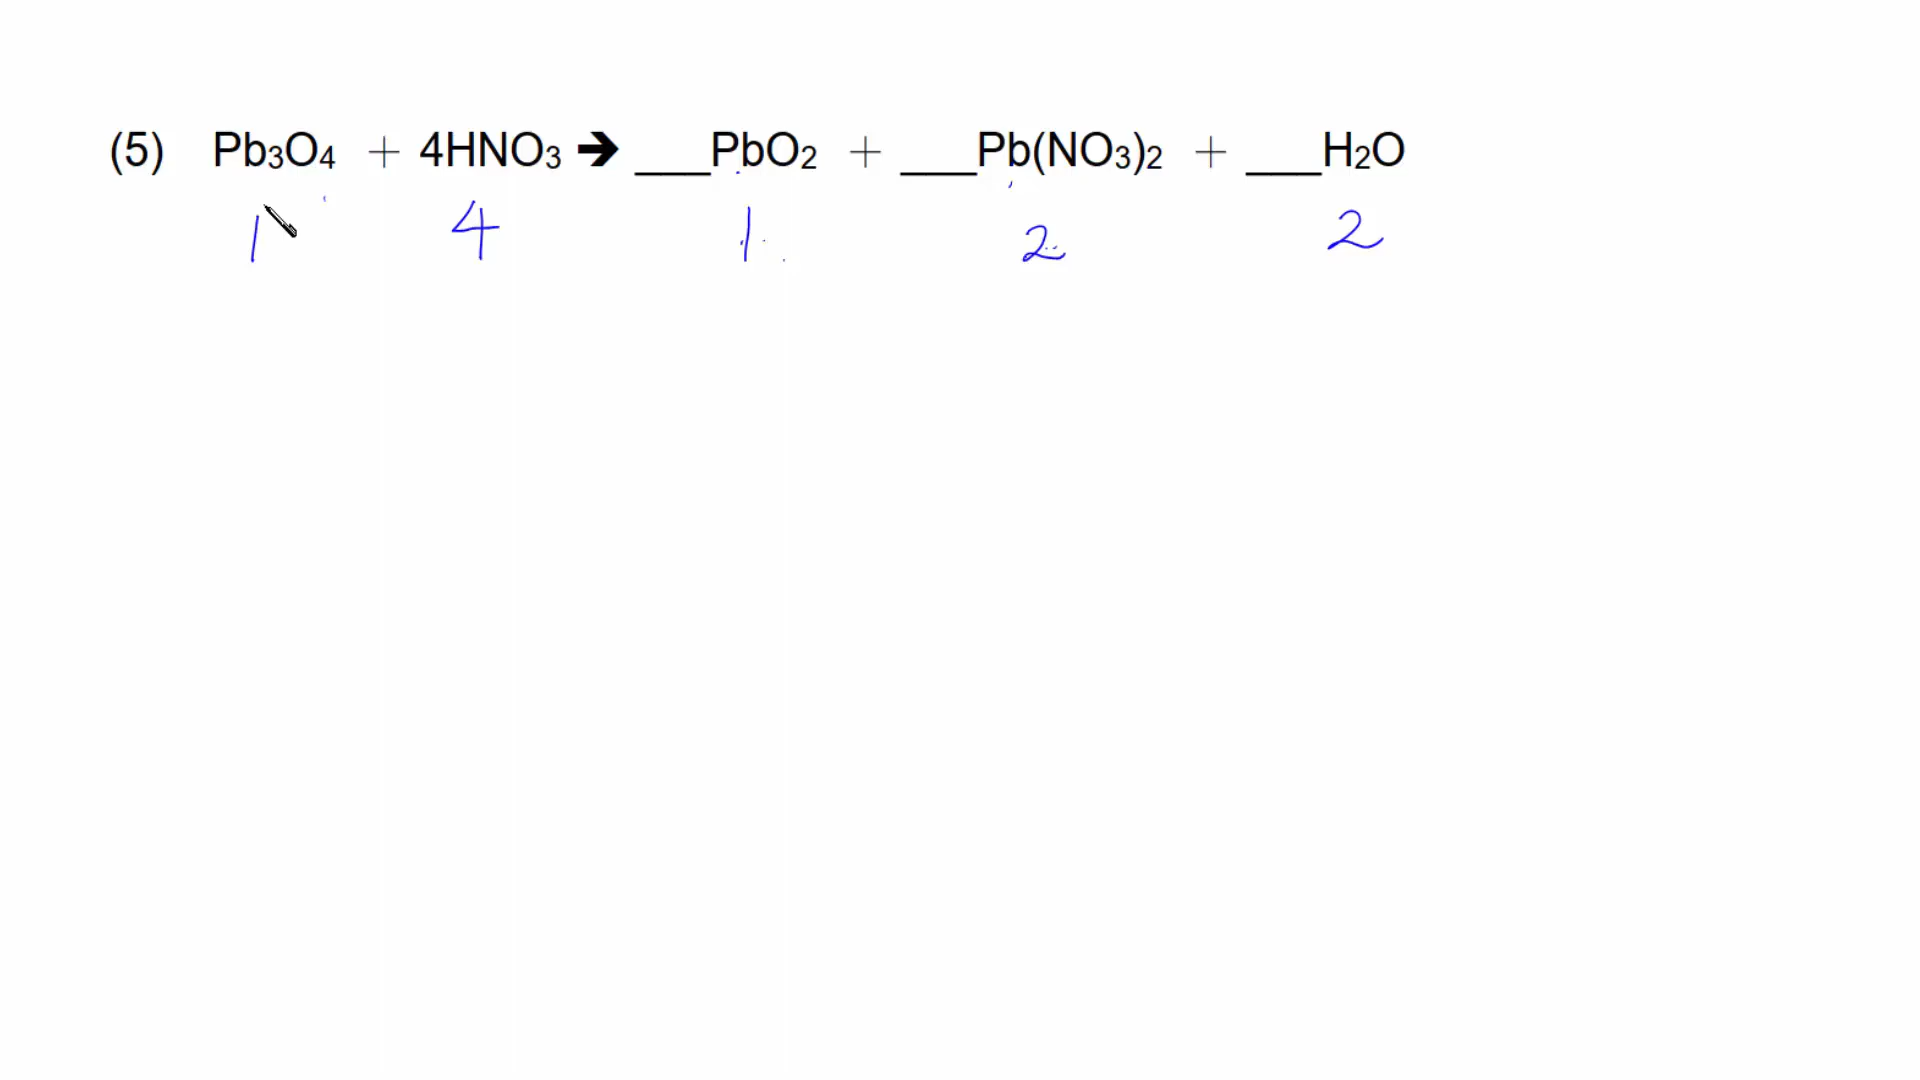 (5) Pb3O4 + 4HNO3 ➔ ___PbO2 + ___Pb(NO3)2 + ___H2O
1 4 1 2 2